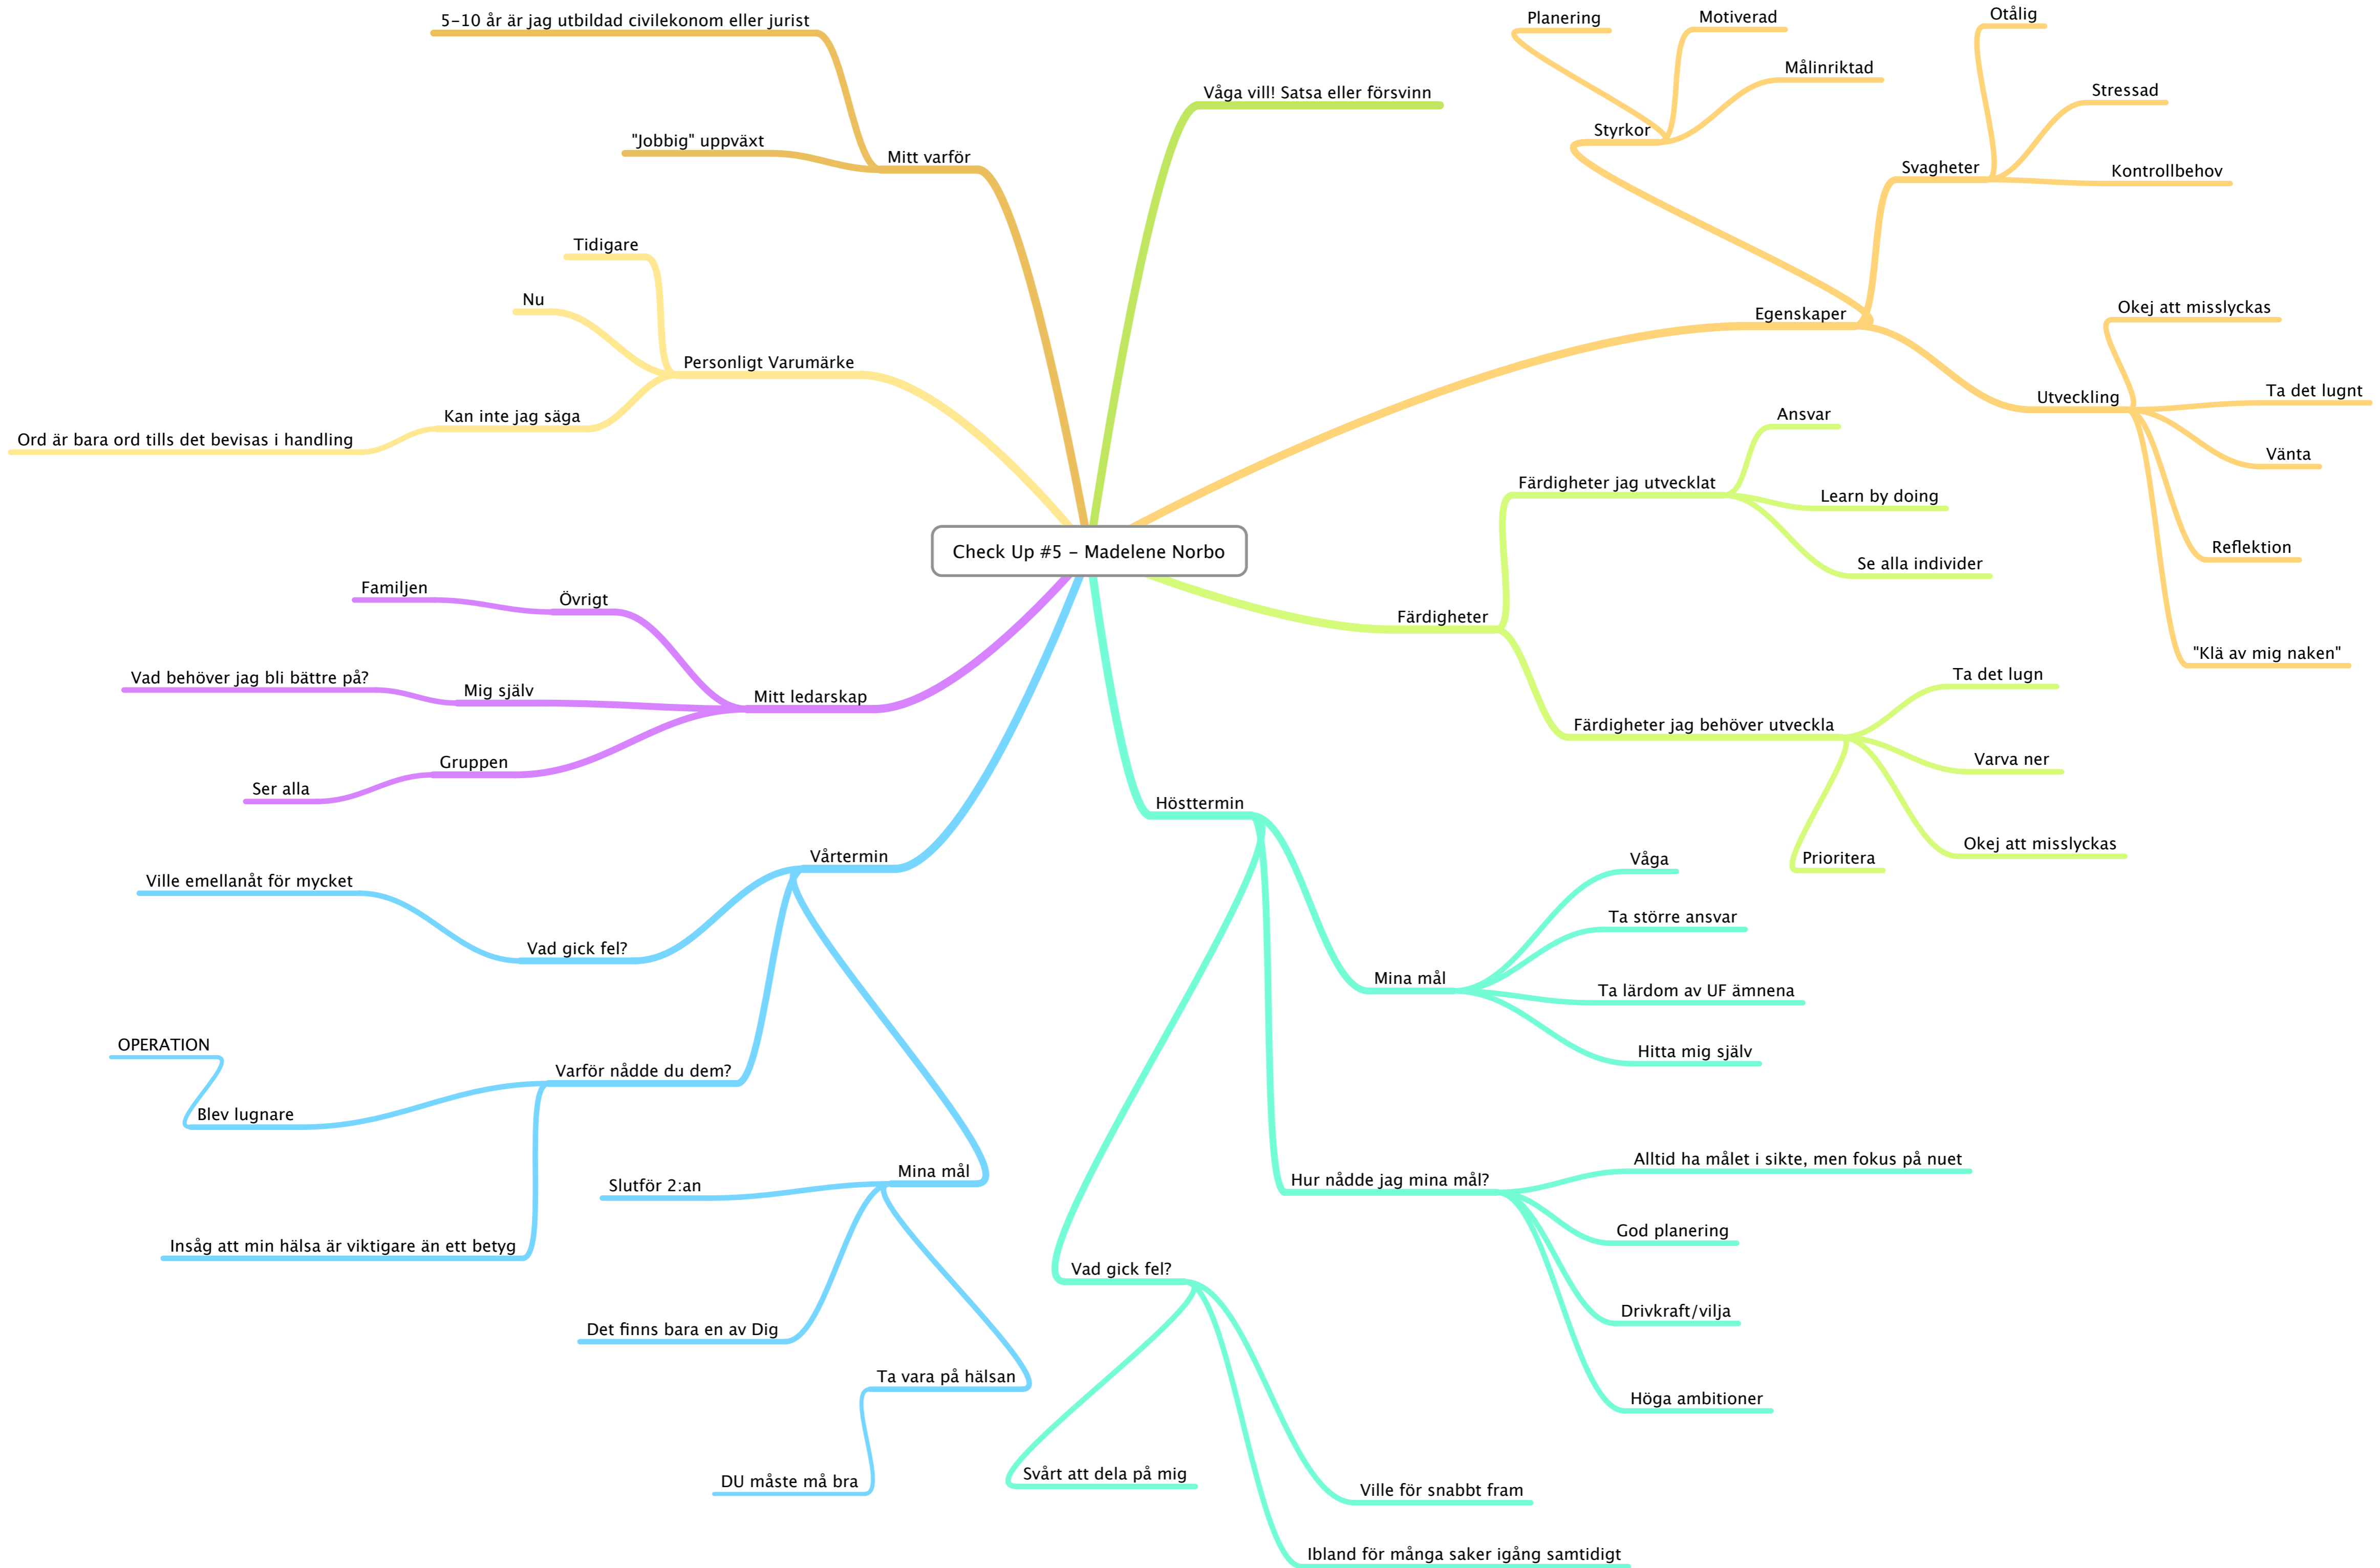 Check Up #5 – Madelene Norbo
Våga vill! Satsa eller försvinn
Egenskaper
Styrkor
Planering
Motiverad
Målinriktad
Svagheter
Otålig
Stressad
Kontrollbehov
Utveckling
Okej att misslyckas
Ta det lugnt
Vänta
Reflektion
"Klä av mig naken"
Färdigheter
Färdigheter jag utvecklat
Ansvar
Learn by doing
Se alla individer
Färdigheter jag behöver utveckla
Ta det lugn
Varva ner
Okej att misslyckas
Prioritera
Hösttermin
Mina mål
Våga
Ta större ansvar
Ta lärdom av UF ämnena
Hitta mig själv
Hur nådde jag mina mål?
Alltid ha målet i sikte, men fokus på nuet
God planering
Drivkraft/vilja
Höga ambitioner
Vad gick fel?
Svårt att dela på mig
Ville för snabbt fram
Ibland för många saker igång samtidigt
Vårtermin
Vad gick fel?
Ville emellanåt för mycket
Varför nådde du dem?
Blev lugnare
OPERATION
Insåg att min hälsa är viktigare än ett betyg
Mina mål
Slutför 2:an
Det finns bara en av Dig
Ta vara på hälsan
DU måste må bra
Mitt ledarskap
Övrigt
Familjen
Mig själv
Vad behöver jag bli bättre på?
Gruppen
Ser alla
Personligt Varumärke
Tidigare
Nu
Kan inte jag säga
Ord är bara ord tills det bevisas i handling
Mitt varför
5–10 år är jag utbildad civilekonom eller jurist
"Jobbig" uppväxt